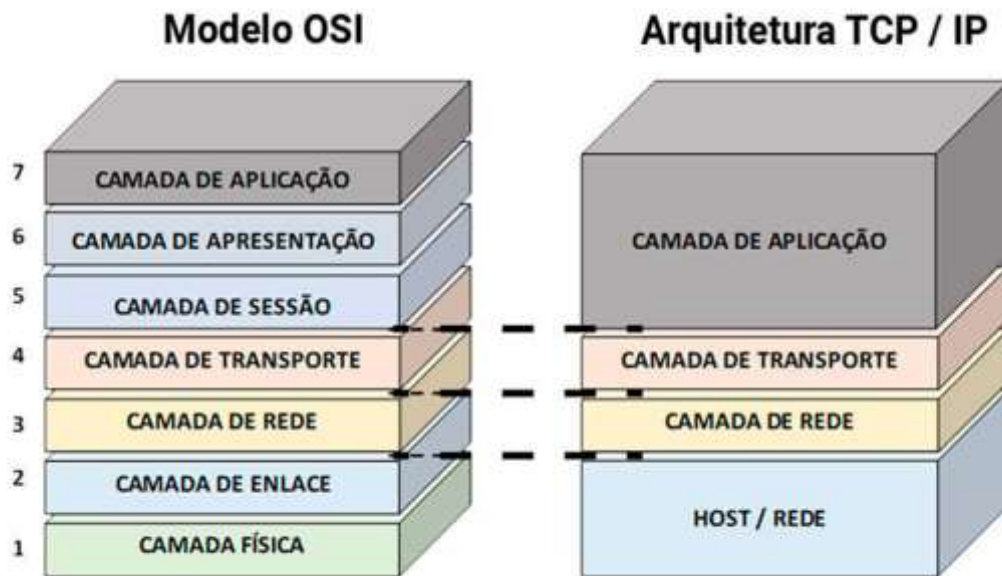 Modelo OSI
7 CAMADA DE APLICAÇÃO
6 CAMADA DE APRESENTAÇÃO
5 CAMADA DE SESSÃO
4 CAMADA DE TRANSPORTE
3 CAMADA DE REDE
2 CAMADA DE ENLACE
1 CAMADA FÍSICA
Arquitetura TCP / IP
CAMADA DE APLICAÇÃO
CAMADA DE TRANSPORTE
CAMADA DE REDE
HOST / REDE